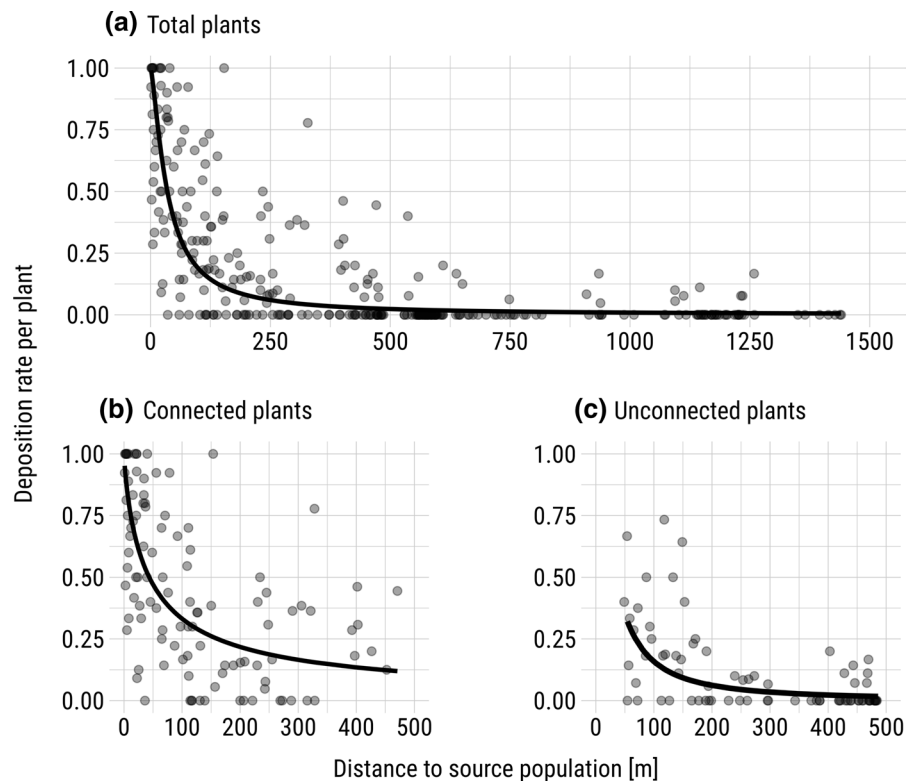 (a) Total plants
1.00
0.75
0.50
0.25
0.00
0 250 500 750 1000 1250 1500
Deposition rate per plant
(b) Connected plants
1.00
0.75
0.50
0.25
0.00
0 100 200 300 400 500
(c) Unconnected plants
1.00
0.75
0.50
0.25
0.00
0 100 200 300 400 500
Distance to source population [m]